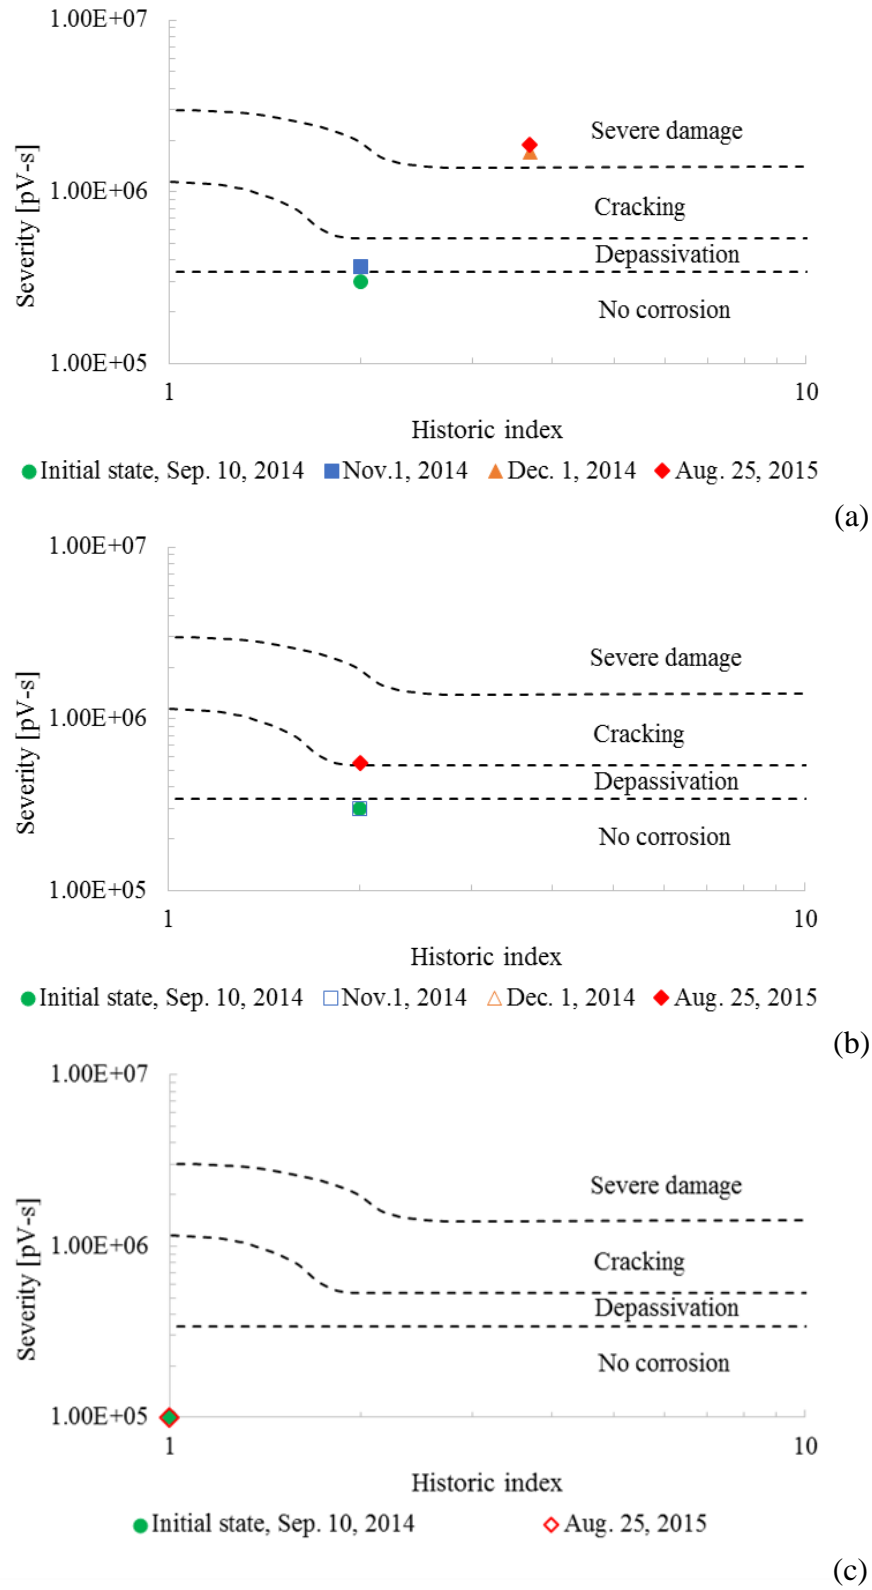 1.00E+07
Severe damage
1.00E+06
Cracking
Depassivation
No corrosion
1.00E+05
Severity [pV-s]
1 10
Historic index
Initial state, Sep. 10, 2014 Nov.1, 2014 Dec. 1, 2014 Aug. 25, 2015
(a)
1.00E+07
Severe damage
1.00E+06
Cracking
Depassivation
No corrosion
1.00E+05
Severity [pV-s]
1 10
Historic index
Initial state, Sep. 10, 2014 Nov.1, 2014 Dec. 1, 2014 Aug. 25, 2015
(b)
1.00E+07
Severe damage
1.00E+06
Cracking
Depassivation
No corrosion
1.00E+05
Severity [pV-s]
1 10
Historic index
Initial state, Sep. 10, 2014 Aug. 25, 2015
(c)